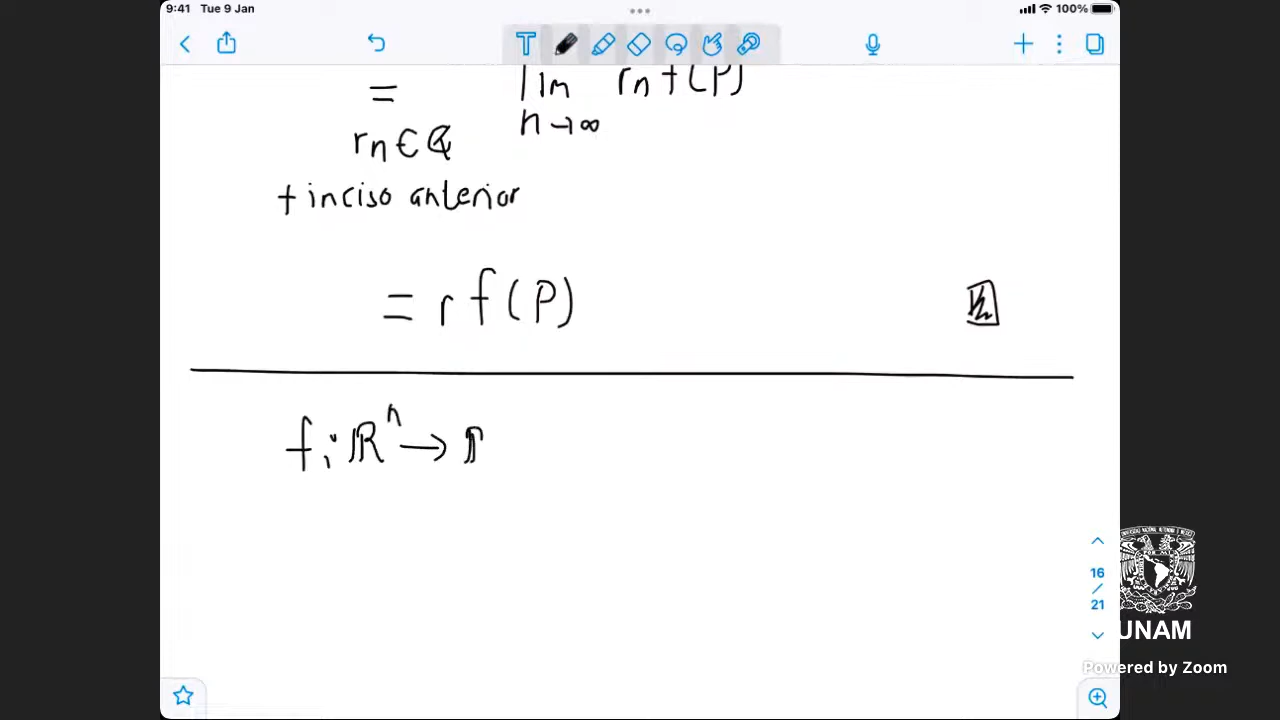 9:41 Tue 9 Jan 100%
= lim rₙ f(P)
n→∞
rₙ∈ℚ
+ inciso anterior
= r f(P)
f: ℝⁿ →
16
/
21
UNAM
Powered by Zoom